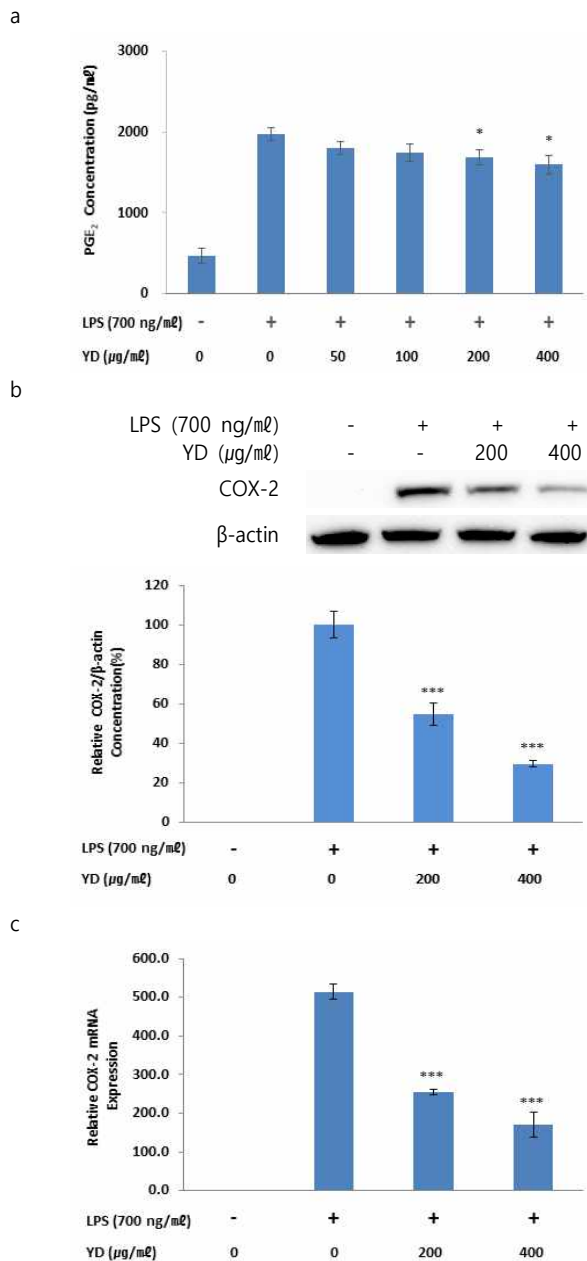 a
3000
2000
1000
0
PGE₂ Concentration (pg/㎖)
* *
LPS (700 ng/㎖) - + + + + +
YD (µg/㎖) 0 0 50 100 200 400
b
LPS (700 ng/㎖) - + + +
YD (µg/㎖) - - 200 400
COX-2
β-actin
120
100
80
60
40
20
0
Relative COX-2/β-actin
Concentration(%)
***
***
LPS (700 ng/㎖) - + + +
YD (µg/㎖) 0 0 200 400
c
600.0
500.0
400.0
300.0
200.0
100.0
0.0
Relative COX-2 mRNA
Expression
***
***
LPS (700 ng/㎖) - + + +
YD (µg/㎖) 0 0 200 400